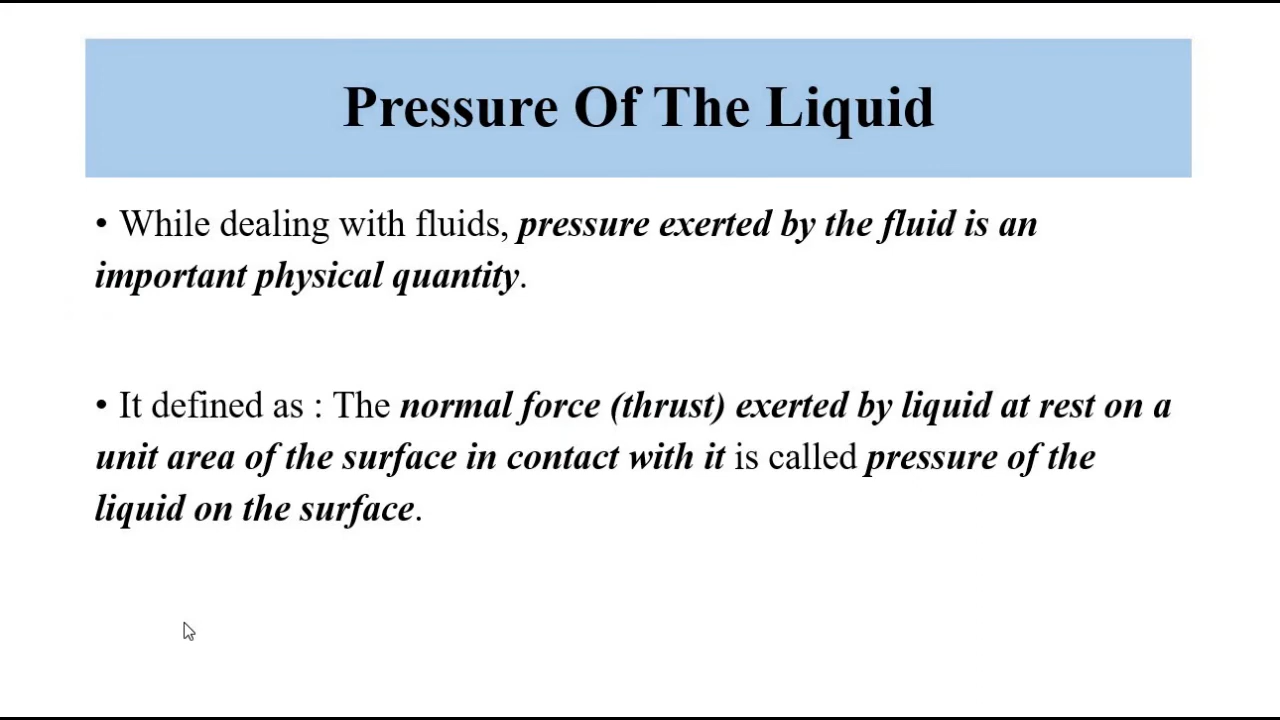 Pressure Of The Liquid
• While dealing with fluids, pressure exerted by the fluid is an
important physical quantity.
• It defined as : The normal force (thrust) exerted by liquid at rest on a
unit area of the surface in contact with it is called pressure of the
liquid on the surface.